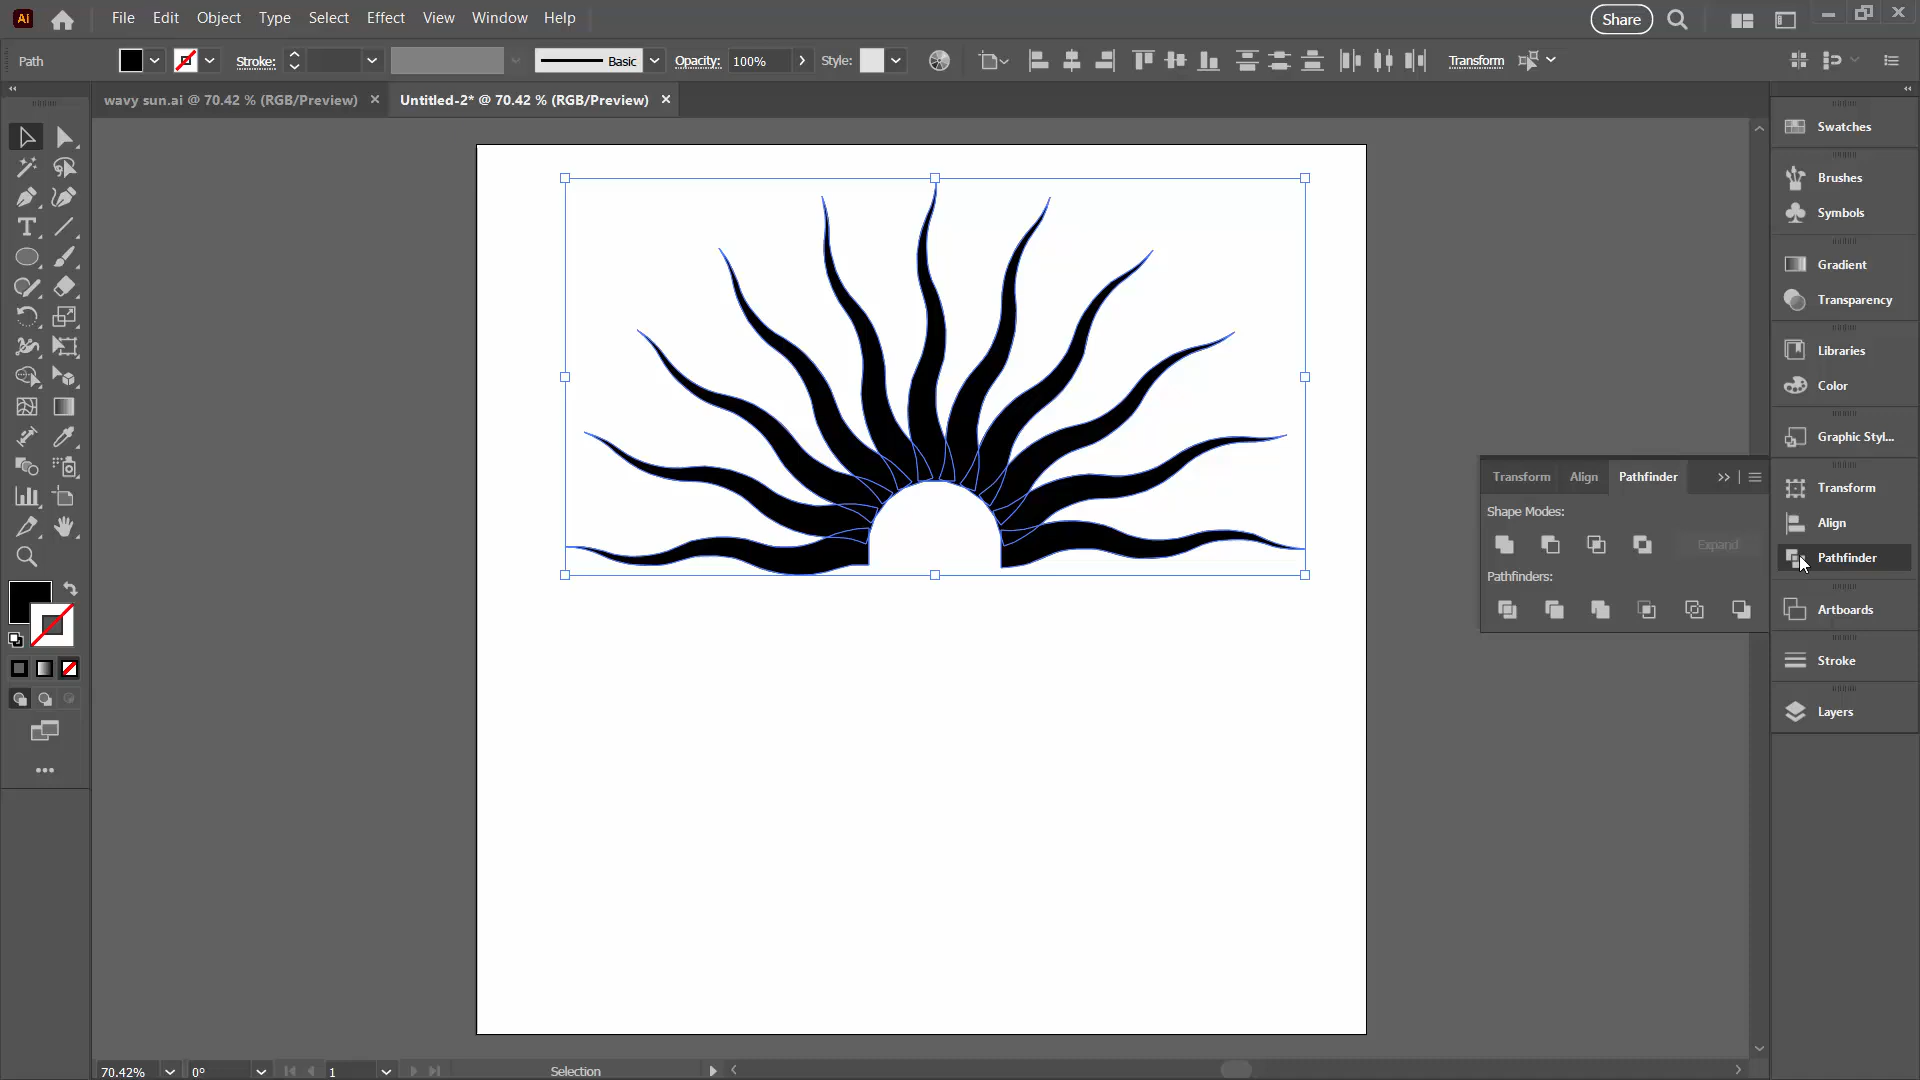 Ai File Edit Object Type Select Effect View Window Help Share
Path Stroke: Basic Opacity: 100% Style: Transform
wavy sun.ai @ 70.42 % (RGB/Preview) Untitled-2* @ 70.42 % (RGB/Preview)
Swatches
Brushes
Symbols
Gradient
Transparency
Libraries
Color
Graphic Styl...
Transform Align Pathfinder
Shape Modes:
Expand
Pathfinders:
Transform
Align
Pathfinder
Artboards
Stroke
Layers
70.42% 0° 1 Selection